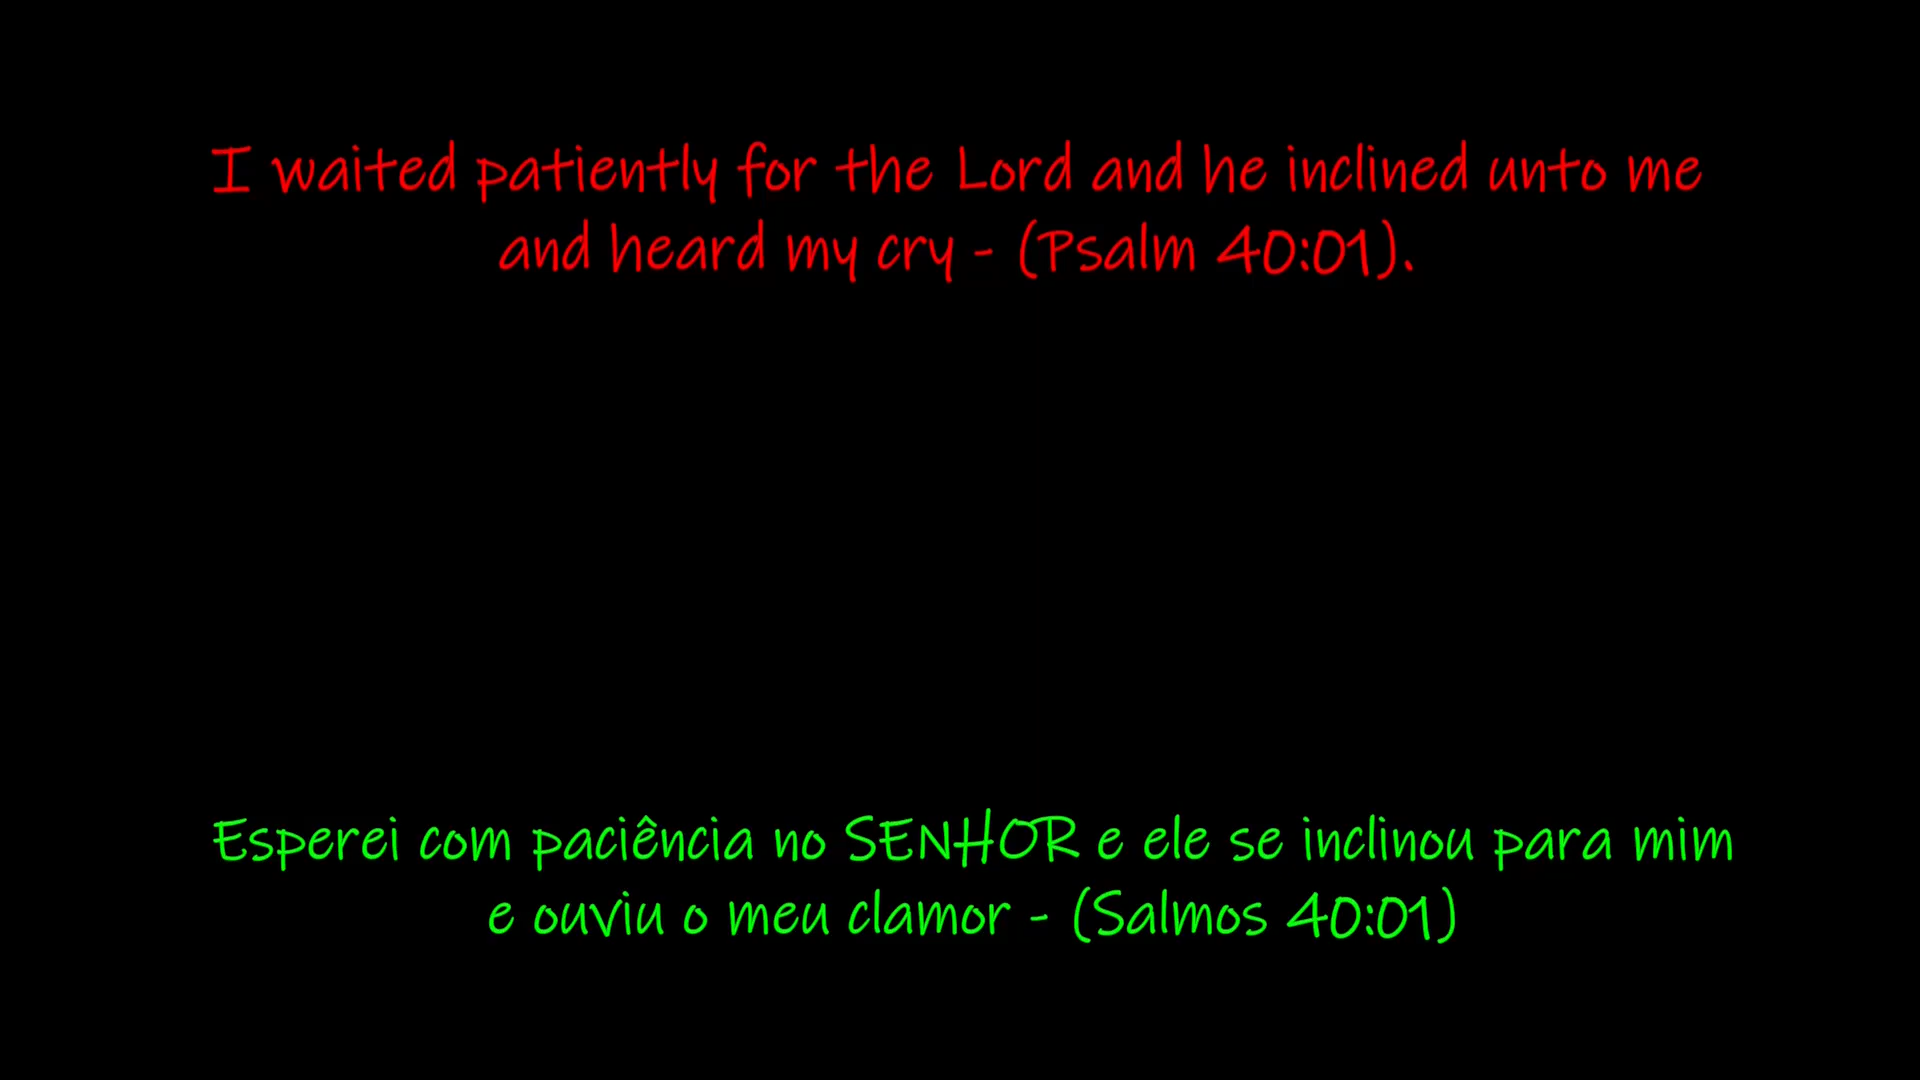 I waited patiently for the Lord and he inclined unto me
and heard my cry - (Psalm 40:01).
Esperei com paciência no SENHOR e ele se inclinou para mim
e ouviu o meu clamor - (Salmos 40:01)